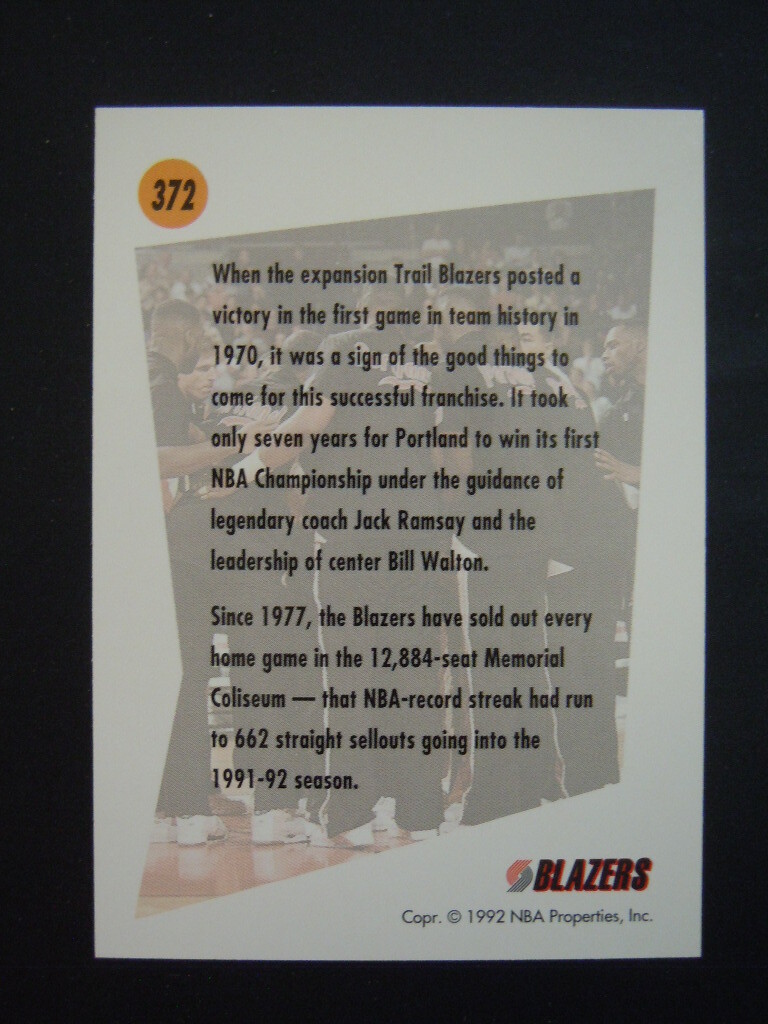 372
When the expansion Trail Blazers posted a
victory in the first game in team history in
1970, it was a sign of the good things to
come for this successful franchise. It took
only seven years for Portland to win its first
NBA Championship under the guidance of
legendary coach Jack Ramsay and the
leadership of center Bill Walton.
Since 1977, the Blazers have sold out every
home game in the 12,884-seat Memorial
Coliseum — that NBA-record streak had run
to 662 straight sellouts going into the
1991-92 season.
BLAZERS
Copr. © 1992 NBA Properties, Inc.